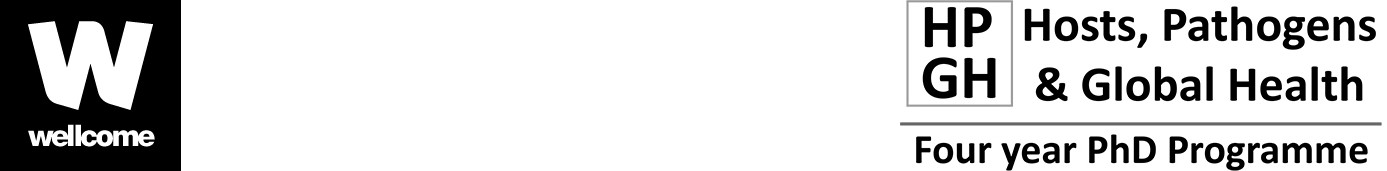 W
wellcome
HP
GH
Hosts, Pathogens
& Global Health
Four year PhD Programme